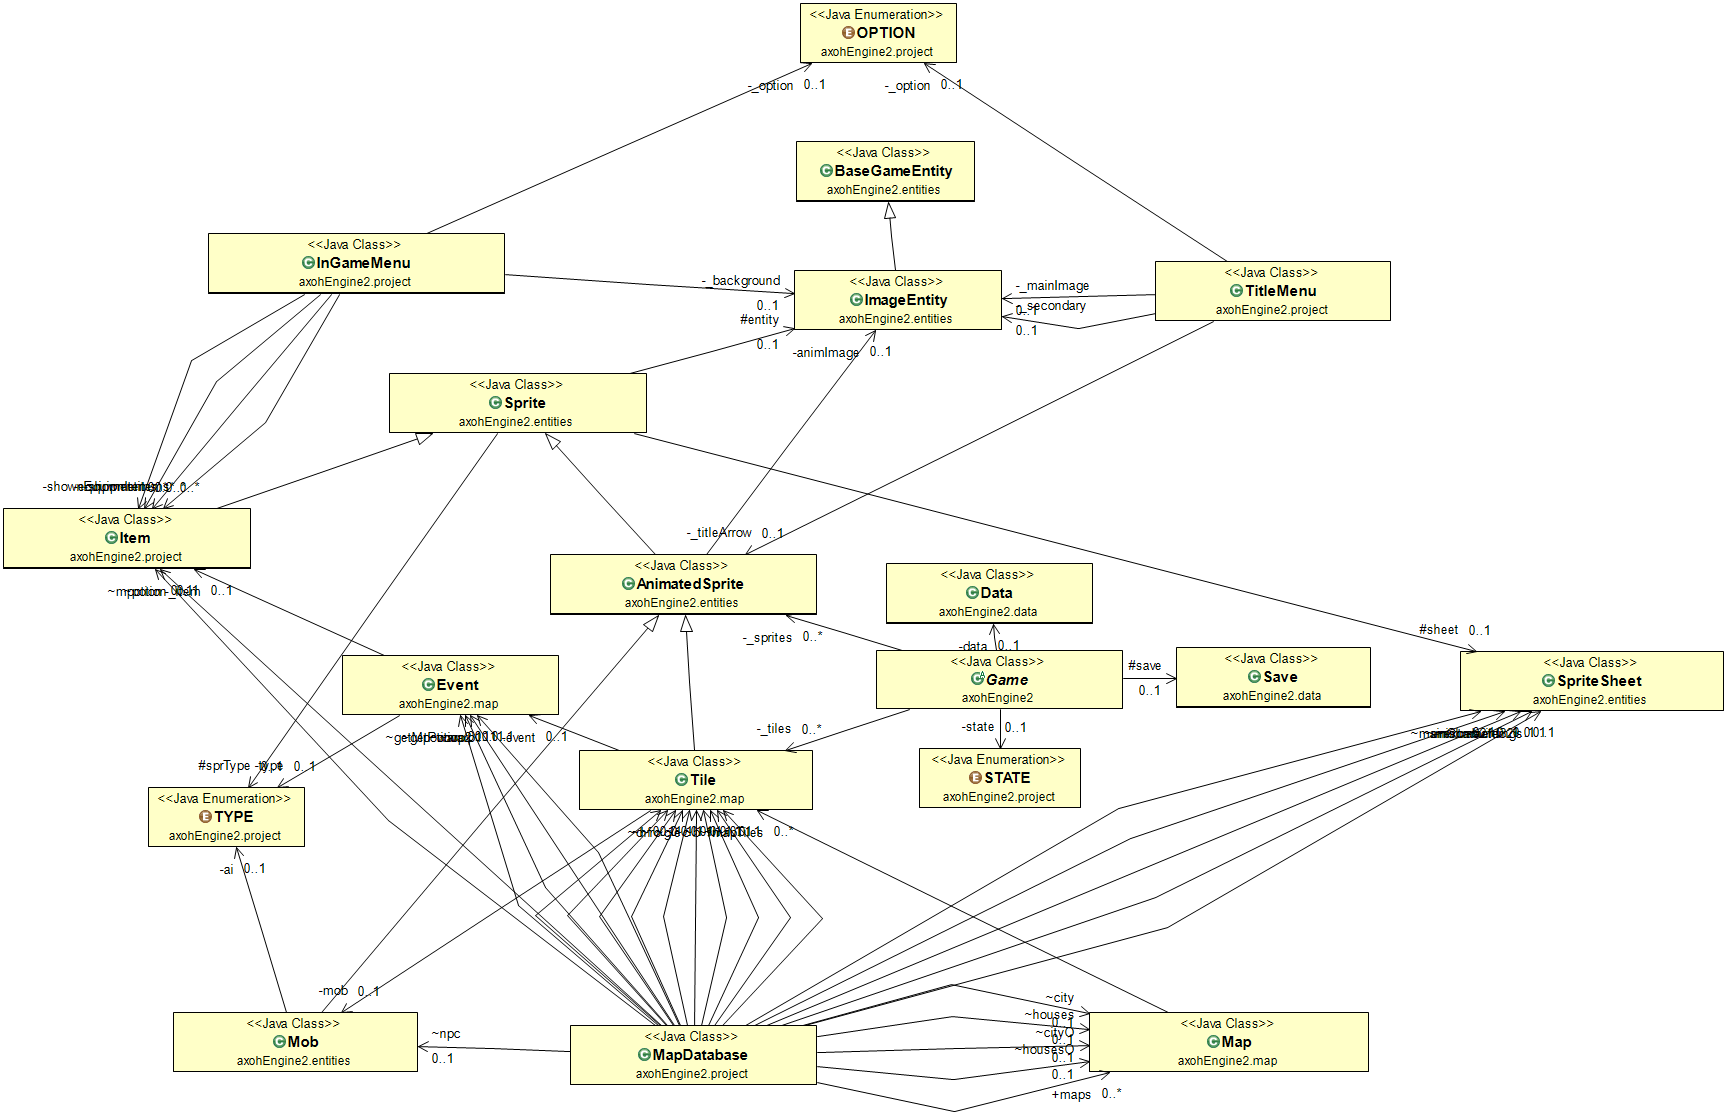 <<Java Enumeration>>
OPTION
axohEngine2.project
-_option 0..1
-_option 0..1
<<Java Class>>
BaseGameEntity
axohEngine2.entities
<<Java Class>>
InGameMenu
axohEngine2.project
-_background
0..1
<<Java Class>>
ImageEntity
axohEngine2.entities
-_mainImage
0..1
-_secondary
0..1
<<Java Class>>
TitleMenu
axohEngine2.project
#entity
0..1
-animImage 0..1
<<Java Class>>
Sprite
axohEngine2.entities
0..*
<<Java Class>>
Item
axohEngine2.project
-_titleArrow 0..1
<<Java Class>>
AnimatedSprite
axohEngine2.entities
<<Java Class>>
Data
axohEngine2.data
-_item 0..1
-_sprites 0..*
-data 0..1
#sheet 0..1
<<Java Class>>
Event
axohEngine2.map
<<Java Class>>
Game
axohEngine2
#save
0..1
<<Java Class>>
Save
axohEngine2.data
<<Java Class>>
SpriteSheet
axohEngine2.entities
-event 0..1
-_tiles 0..*
-state 0..1
#sprType
-type 0..1
<<Java Class>>
Tile
axohEngine2.map
<<Java Enumeration>>
STATE
axohEngine2.project
<<Java Enumeration>>
TYPE
axohEngine2.project
0..*
-ai 0..1
-mob 0..1
<<Java Class>>
Mob
axohEngine2.entities
~npc
0..1
<<Java Class>>
MapDatabase
axohEngine2.project
~city
0..1
~houses
0..1
~cityO
0..1
~housesO
0..1
+maps 0..*
<<Java Class>>
Map
axohEngine2.map